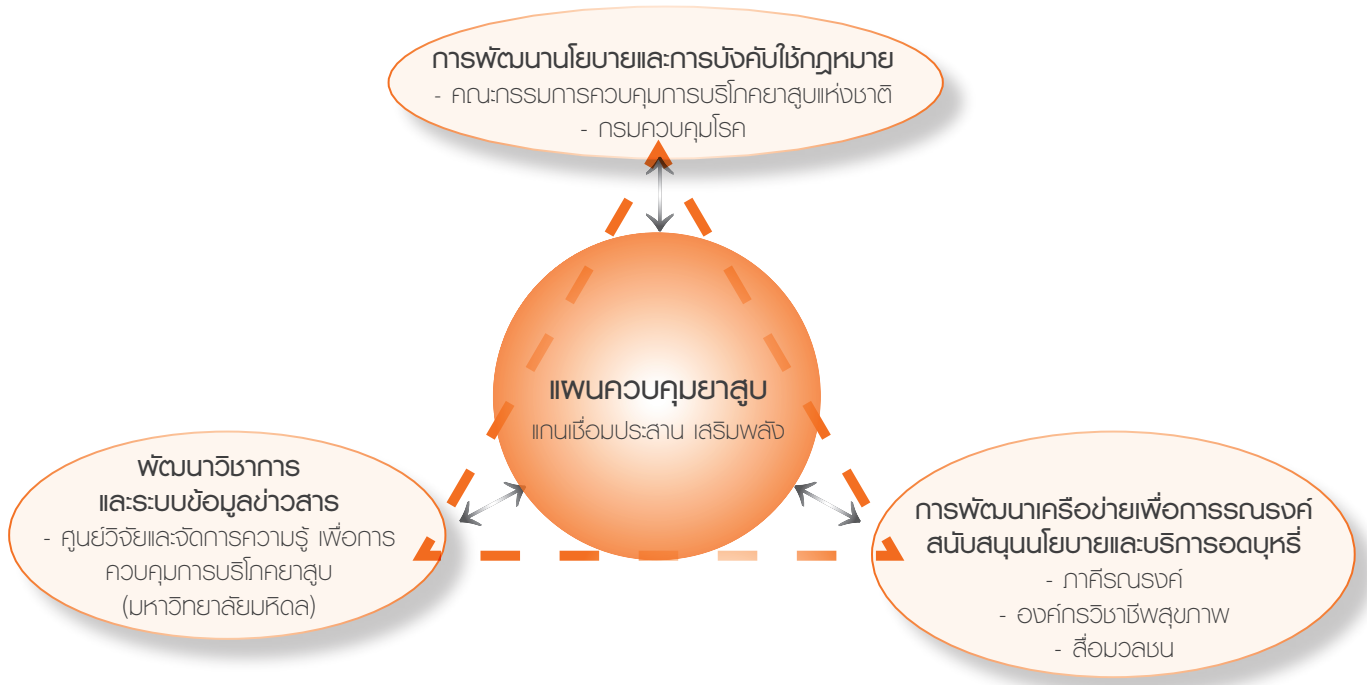 การพัฒนานโยบายและการบังคับใช้กฎหมาย
- คณะกรรมการควบคุมการบริโภคยาสูบแห่งชาติ
- กรมควบคุมโรค
แผนควบคุมยาสูบ
แกนเชื่อมประสาน เสริมพลัง
พัฒนาวิชาการ
และระบบข้อมูลข่าวสาร
- ศูนย์วิจัยและจัดการความรู้ เพื่อการ
ควบคุมการบริโภคยาสูบ
(มหาวิทยาลัยมหิดล)
การพัฒนาเครือข่ายเพื่อการรณรงค์
สนับสนุนนโยบายและบริการอดบุหรี่
- ภาคีรณรงค์
- องค์กรวิชาชีพสุขภาพ
- สื่อมวลชน